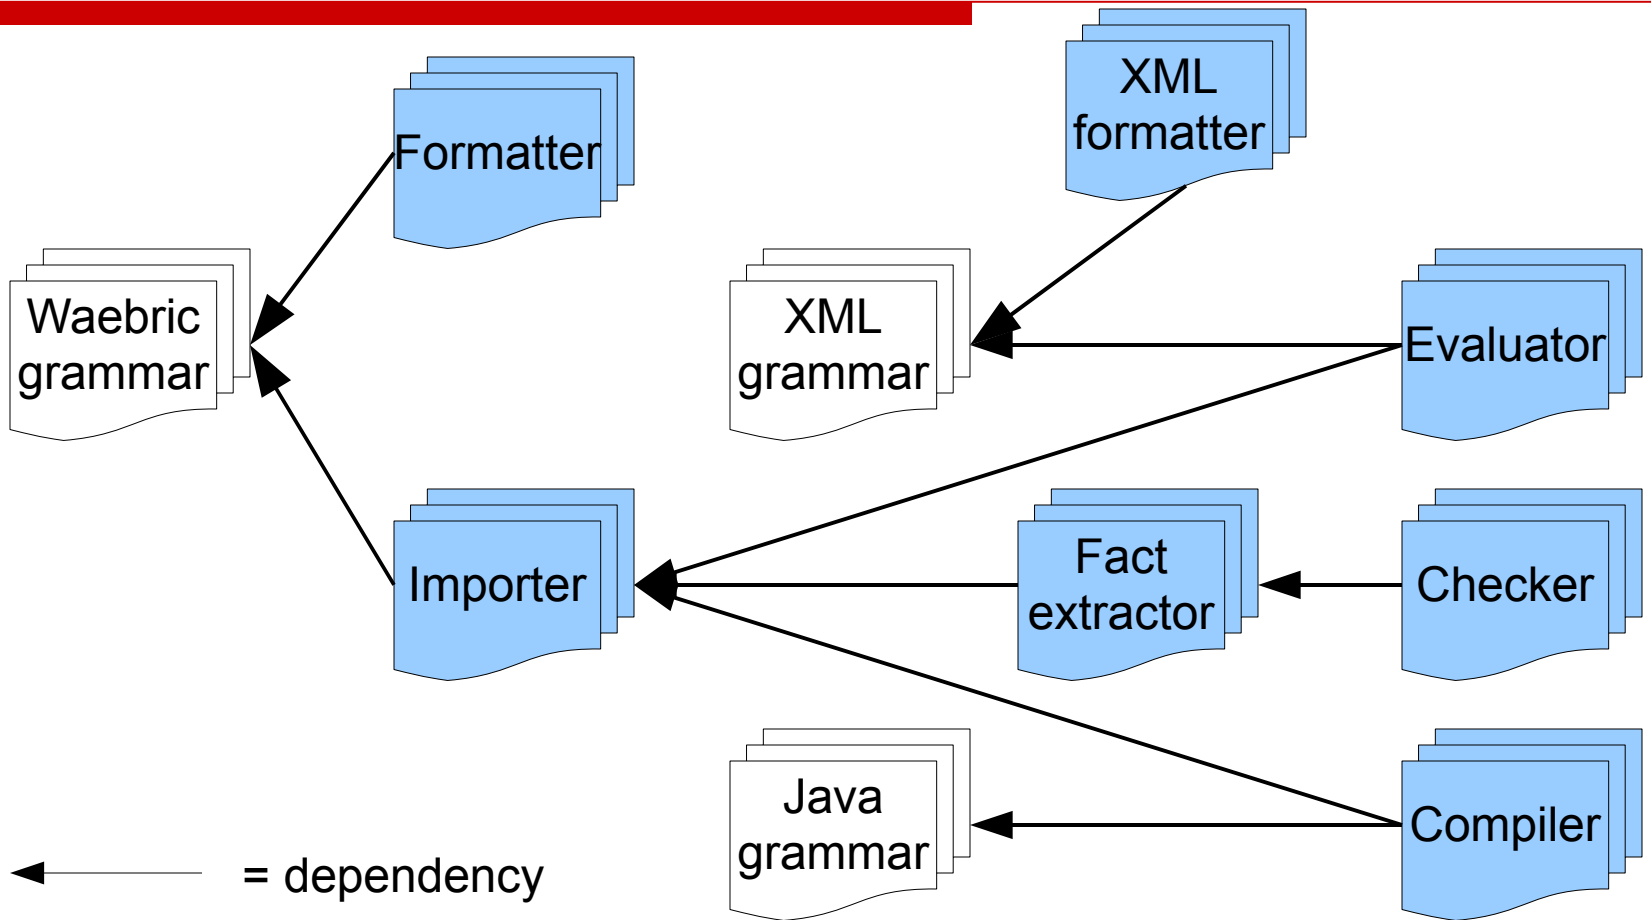 XML
formatter
Formatter
Waebric
grammar
XML
grammar
Evaluator
Importer
Fact
extractor
Checker
Java
grammar
Compiler
= dependency